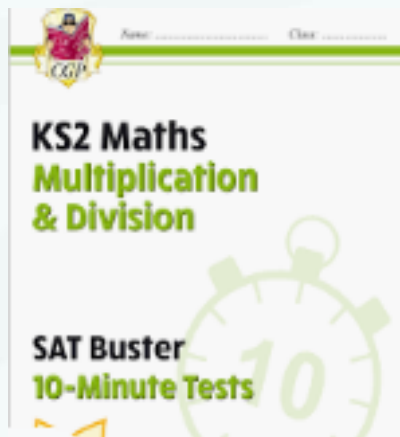 Name: ........................ Class: ..............
CGP
KS2 Maths
Multiplication
& Division
10
SAT Buster
10-Minute Tests